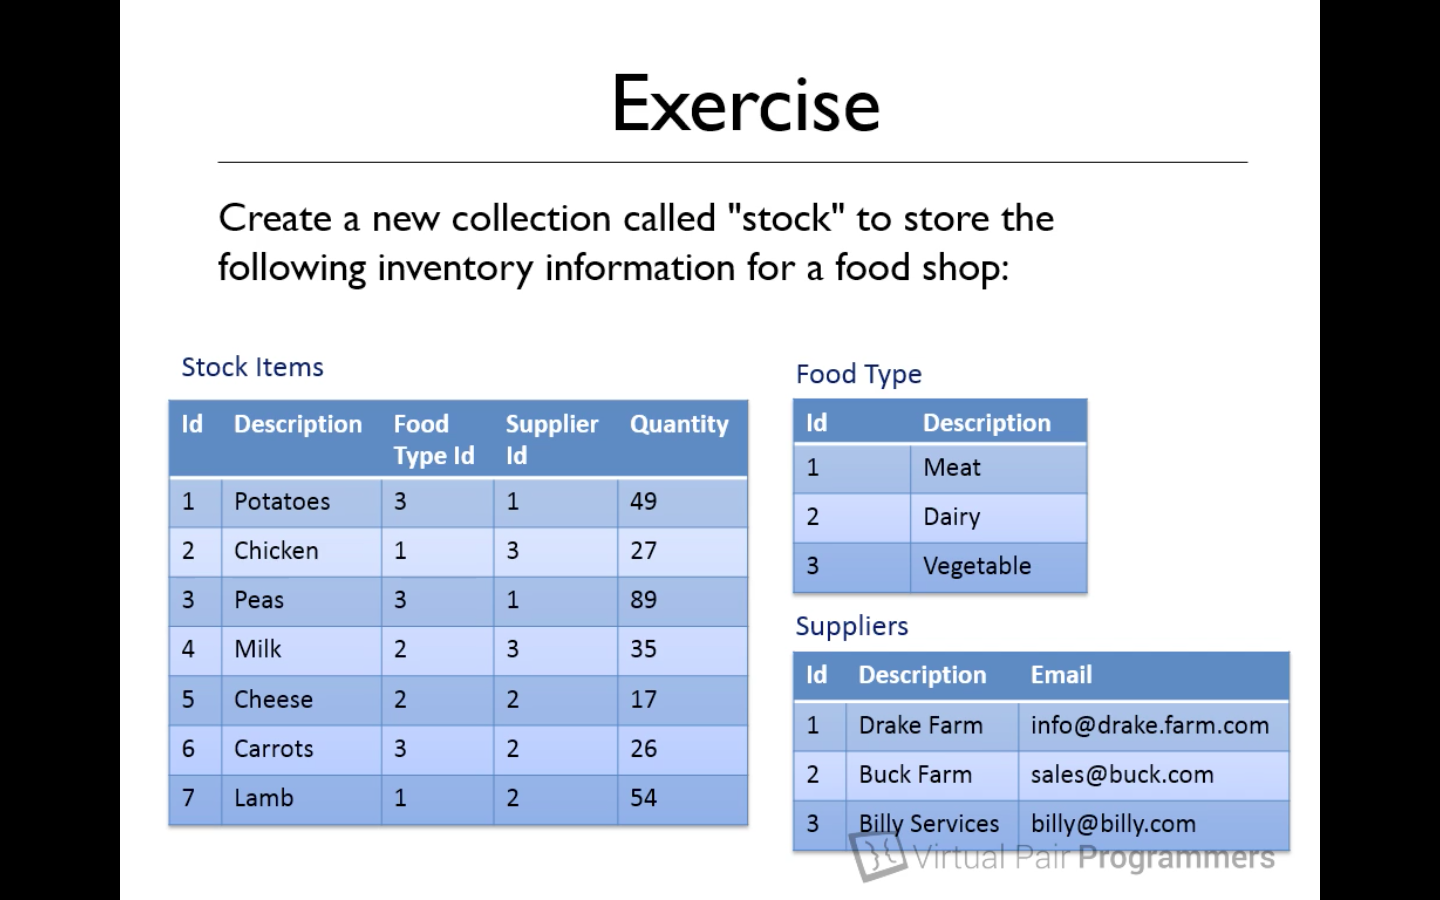 Exercise
Create a new collection called "stock" to store the
following inventory information for a food shop:
Stock Items
Id Description Food Type Id Supplier Id Quantity
1 Potatoes 3 1 49
2 Chicken 1 3 27
3 Peas 3 1 89
4 Milk 2 3 35
5 Cheese 2 2 17
6 Carrots 3 2 26
7 Lamb 1 2 54
Food Type
Id Description
1 Meat
2 Dairy
3 Vegetable
Suppliers
Id Description Email
1 Drake Farm info@drake.farm.com
2 Buck Farm sales@buck.com
3 Billy Services billy@billy.com
Virtual Pair Programmers